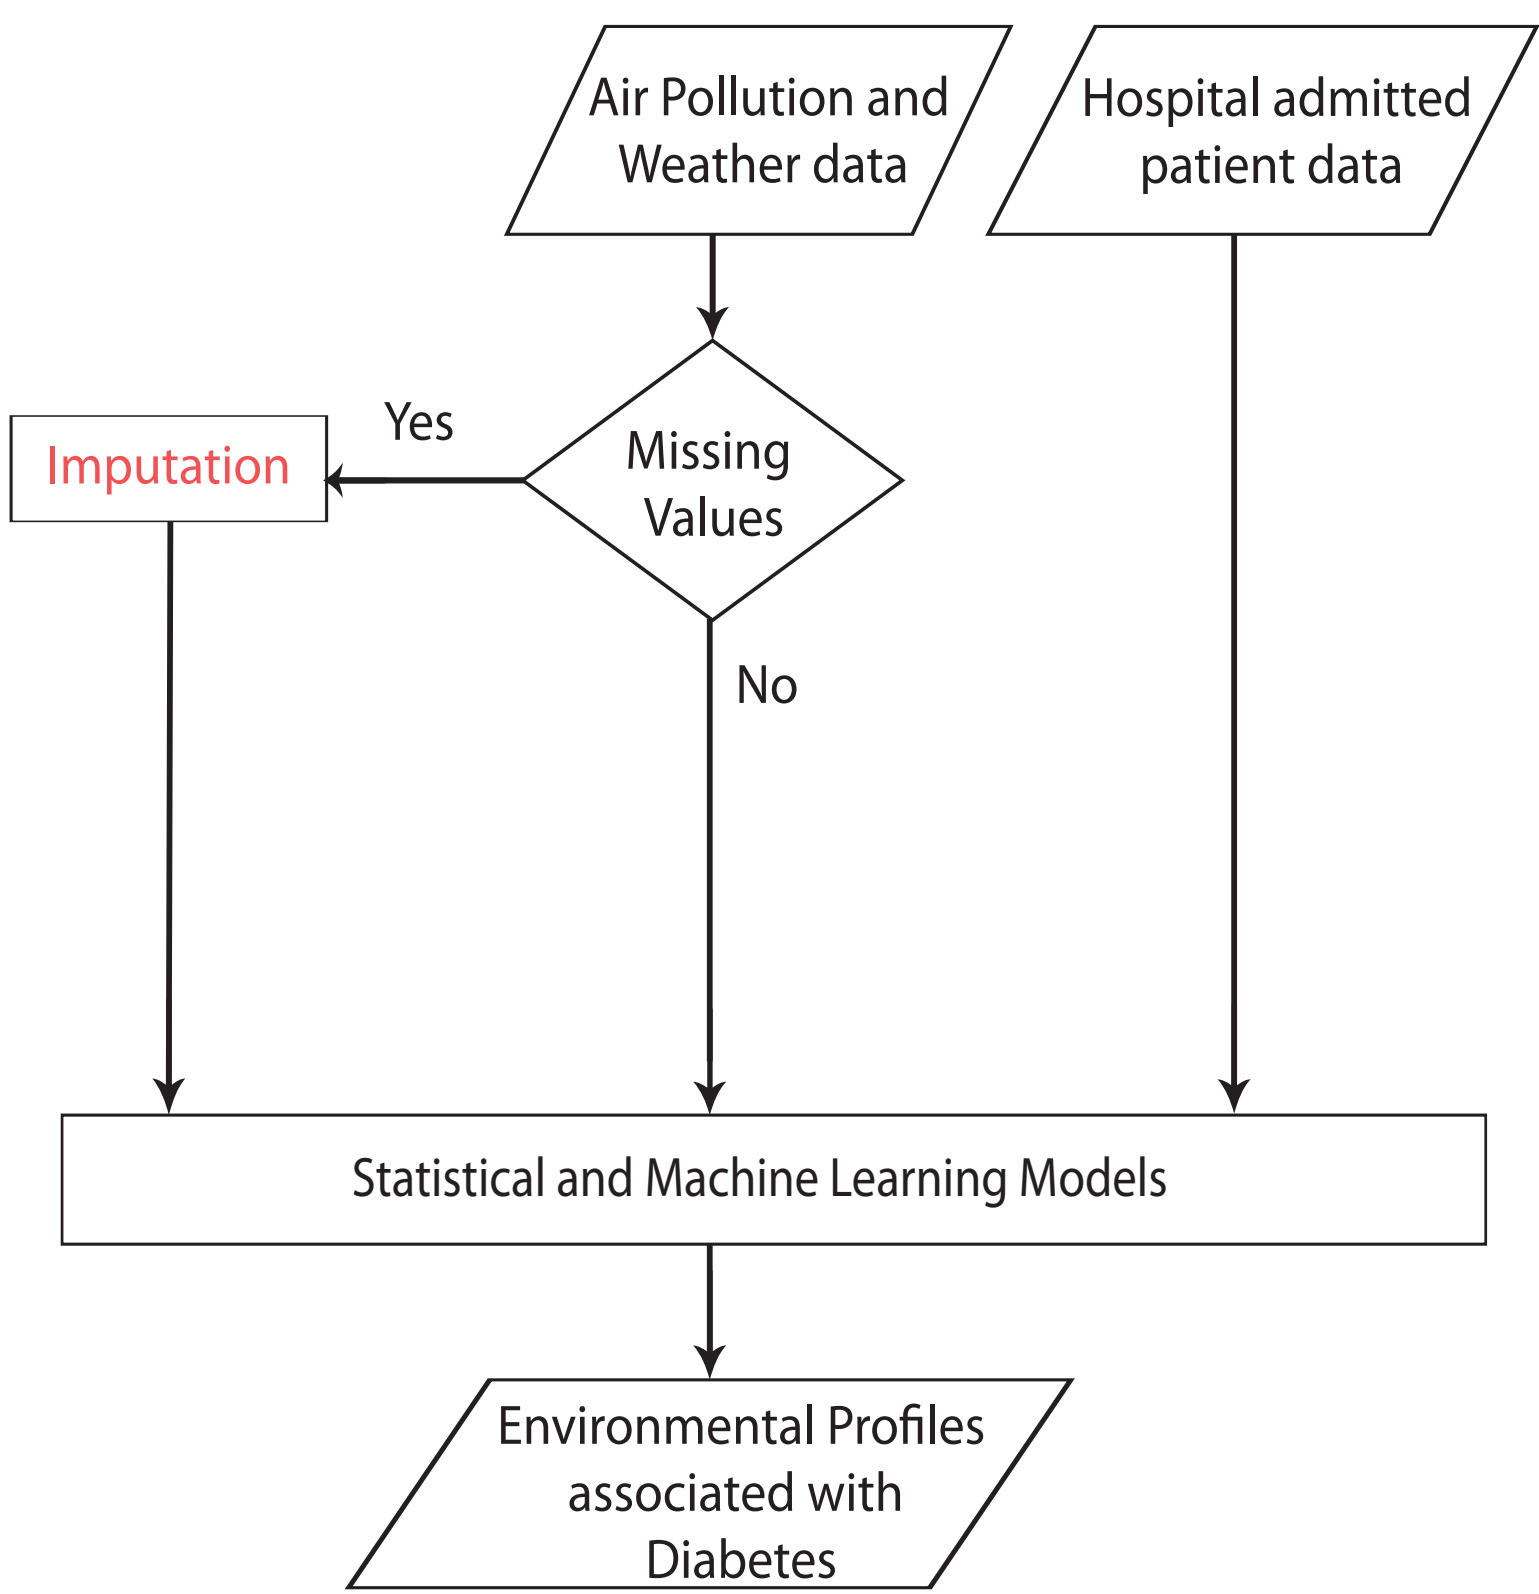 Air Pollution and
Weather data
Hospital admitted
patient data
Yes
Imputation
Missing
Values
No
Statistical and Machine Learning Models
Environmental Profiles
associated with
Diabetes